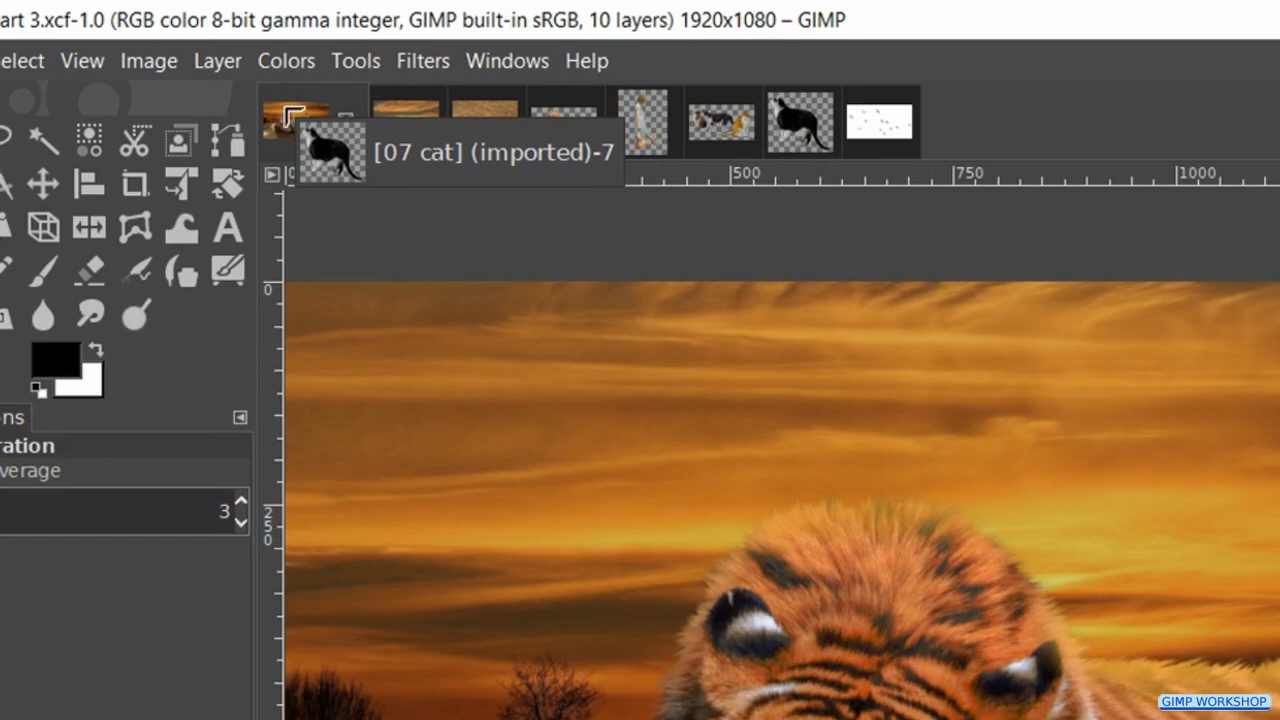 art 3.xcf-1.0 (RGB color 8-bit gamma integer, GIMP built-in sRGB, 10 layers) 1920x1080 – GIMP
elect View Image Layer Colors Tools Filters Windows Help
[07 cat] (imported)-7
0 500 750 1000
0
ons
ration
verage
3
250
GIMP WORKSHOP